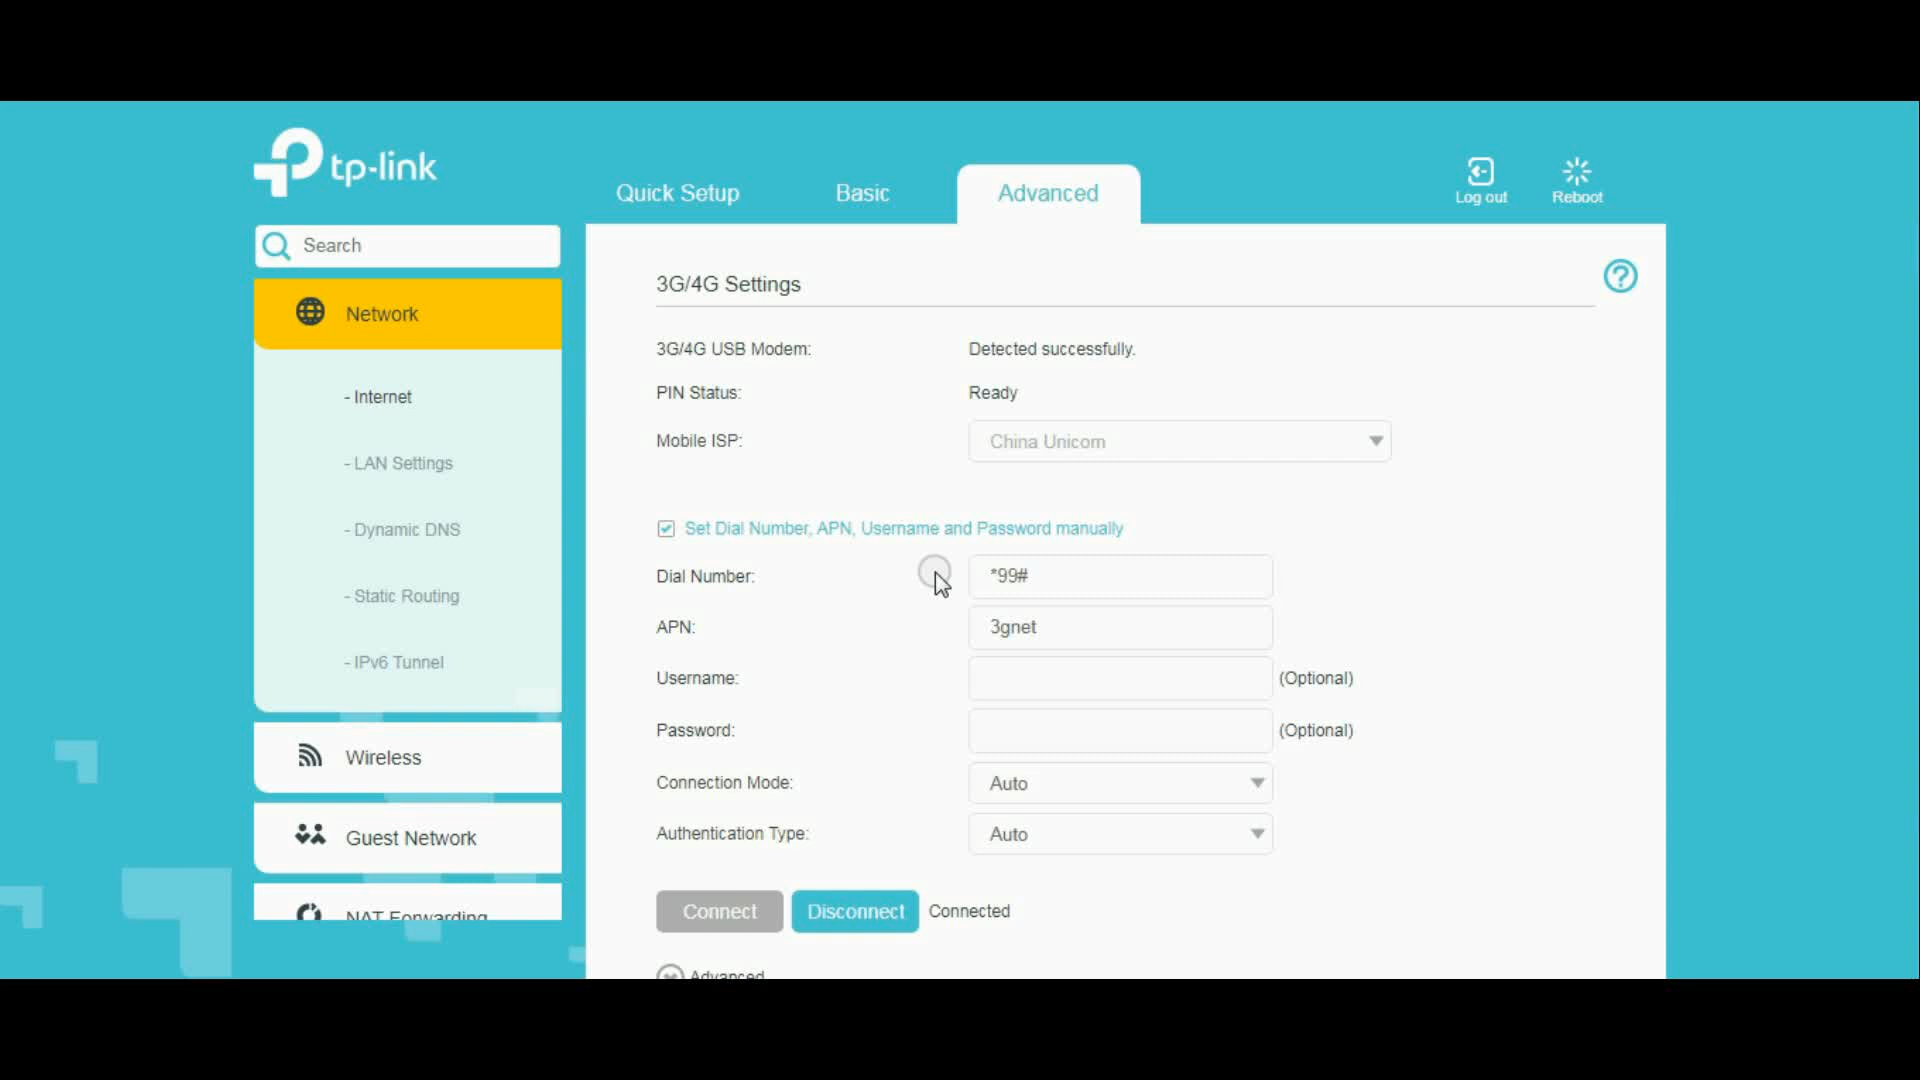 tp-link
Quick Setup
Basic
Advanced
Log out
Reboot
Search
Network
- Internet
- LAN Settings
- Dynamic DNS
- Static Routing
- IPv6 Tunnel
Wireless
Guest Network
NAT Forwarding
3G/4G Settings
3G/4G USB Modem: Detected successfully.
PIN Status: Ready
Mobile ISP: China Unicom
Set Dial Number, APN, Username and Password manually
Dial Number: *99#
APN: 3gnet
Username: (Optional)
Password: (Optional)
Connection Mode: Auto
Authentication Type: Auto
Connect Disconnect Connected
Advanced